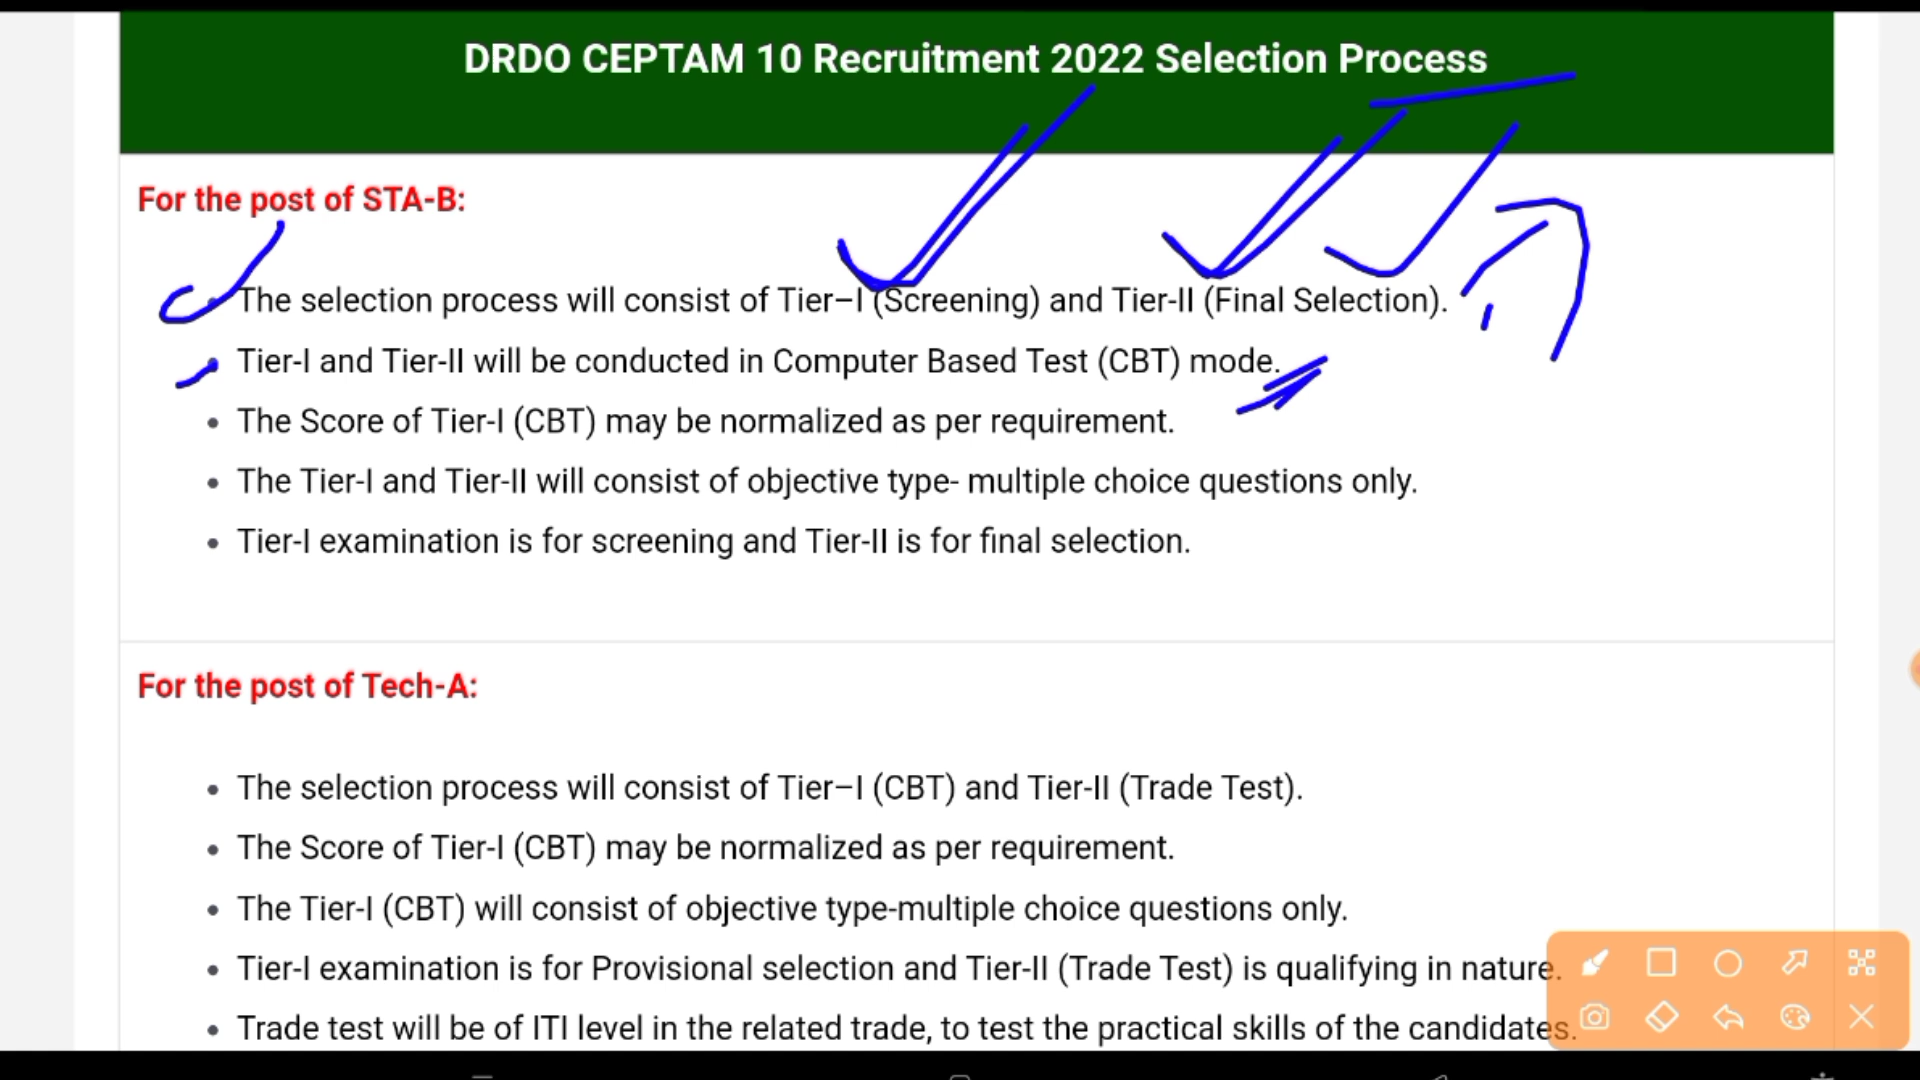 DRDO CEPTAM 10 Recruitment 2022 Selection Process
For the post of STA-B:
The selection process will consist of Tier–I (Screening) and Tier-II (Final Selection).
Tier-I and Tier-II will be conducted in Computer Based Test (CBT) mode.
The Score of Tier-I (CBT) may be normalized as per requirement.
The Tier-I and Tier-II will consist of objective type- multiple choice questions only.
Tier-I examination is for screening and Tier-II is for final selection.
For the post of Tech-A:
The selection process will consist of Tier–I (CBT) and Tier-II (Trade Test).
The Score of Tier-I (CBT) may be normalized as per requirement.
The Tier-I (CBT) will consist of objective type-multiple choice questions only.
Tier-I examination is for Provisional selection and Tier-II (Trade Test) is qualifying in nature.
Trade test will be of ITI level in the related trade, to test the practical skills of the candidates.